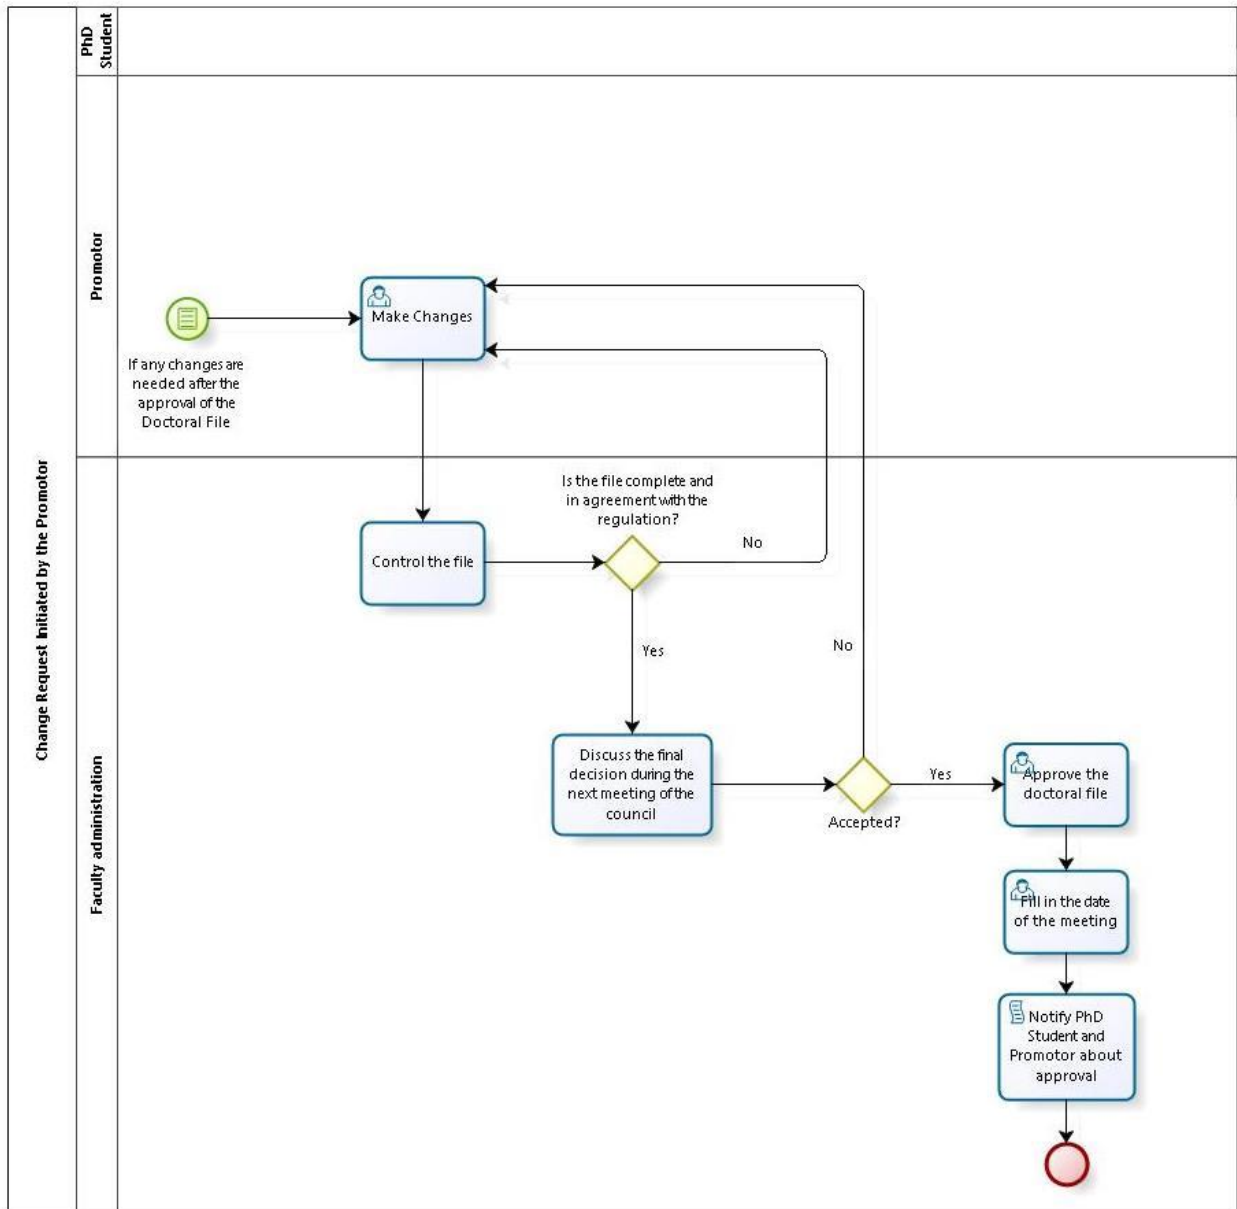 PhD
Student
Promotor
Change Request Initiated by the Promotor
Faculty administration
If any changes are
needed after the
approval of the
Doctoral File
Make Changes
Control the file
Is the file complete and
in agreement with the
regulation?
No
Yes
Discuss the final
decision during the
next meeting of the
council
No
Accepted?
Yes
Approve the
doctoral file
Fill in the date
of the meeting
Notify PhD
Student and
Promotor about
approval